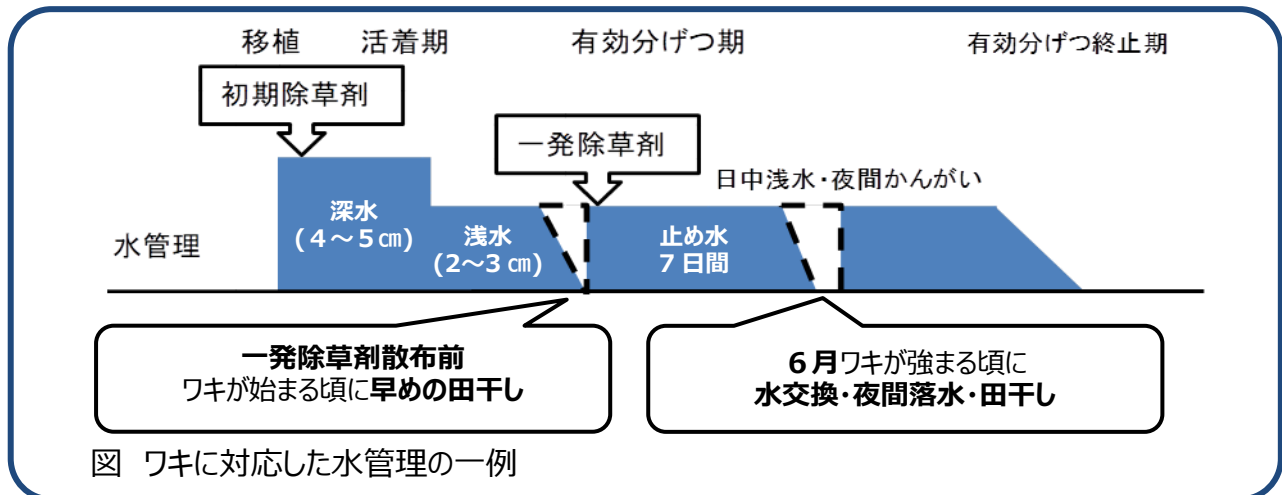 移植 活着期 有効分げつ期 有効分げつ終止期
初期除草剤
一発除草剤
日中浅水・夜間かんがい
水管理
深水
(４～５㎝)
浅水
(2～3 ㎝)
止め水
７日間
一発除草剤散布前
ワキが始まる頃に早めの田干し
６月ワキが強まる頃に
水交換・夜間落水・田干し
図 ワキに対応した水管理の一例